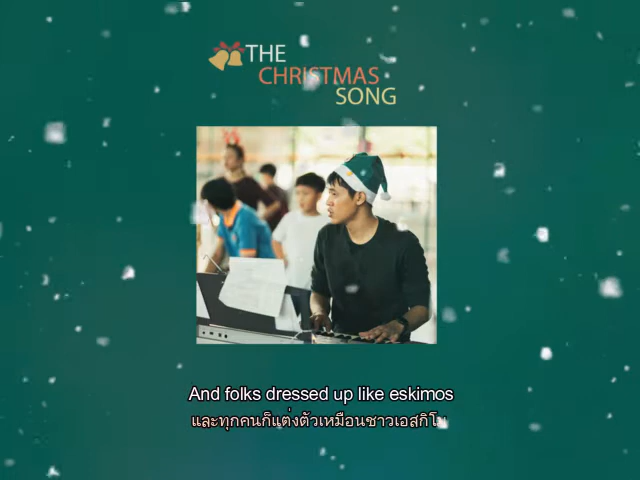 THE
CHRISTMAS
SONG
And folks dressed up like eskimos
และทุกคนก็แต่งตัวเหมือนชาวเอสกิโม